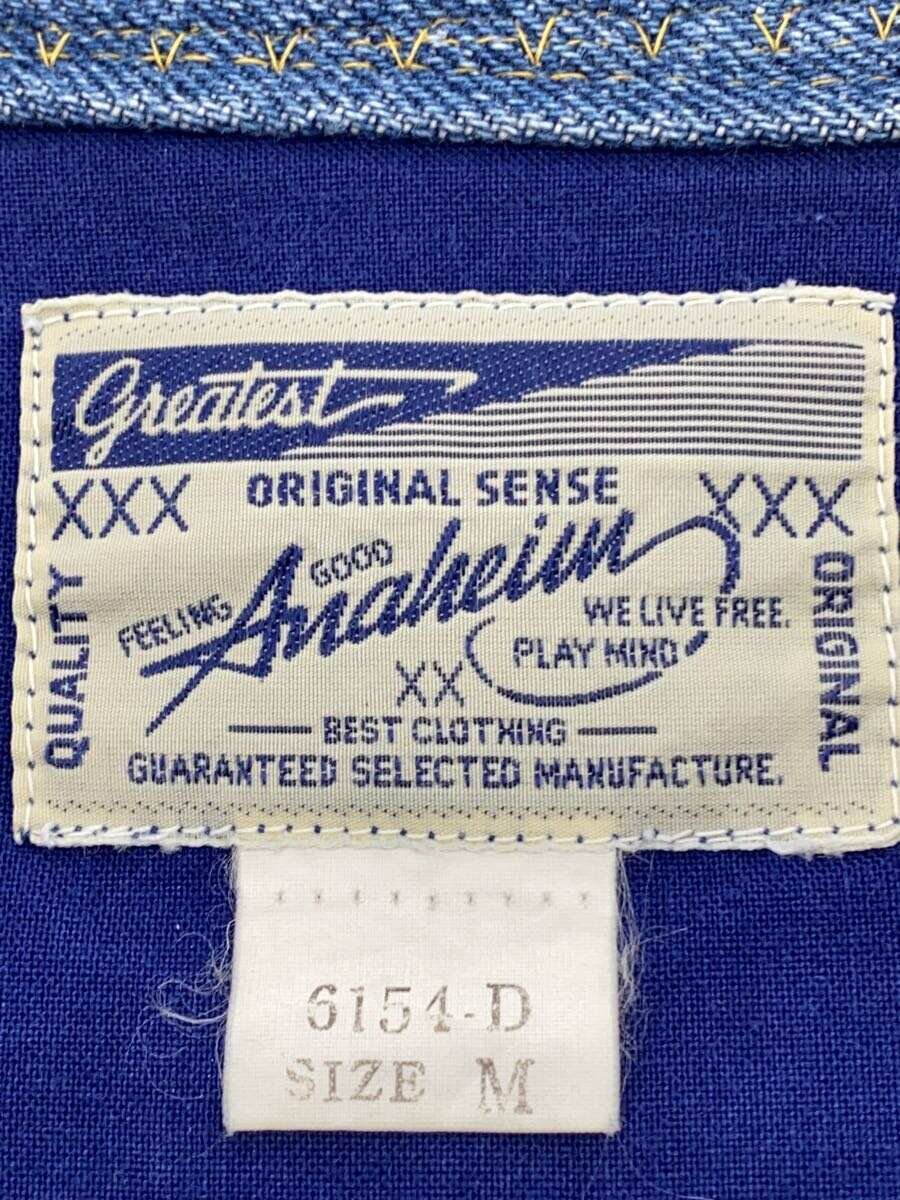 Greatest
XXX ORIGINAL SENSE XXX
QUALITY
FEELING GOOD
Anaheim
ORIGINAL
WE LIVE FREE.
PLAY MIND
XX
BEST CLOTHING
GUARANTEED SELECTED MANUFACTURE.
6154-D
SIZE M